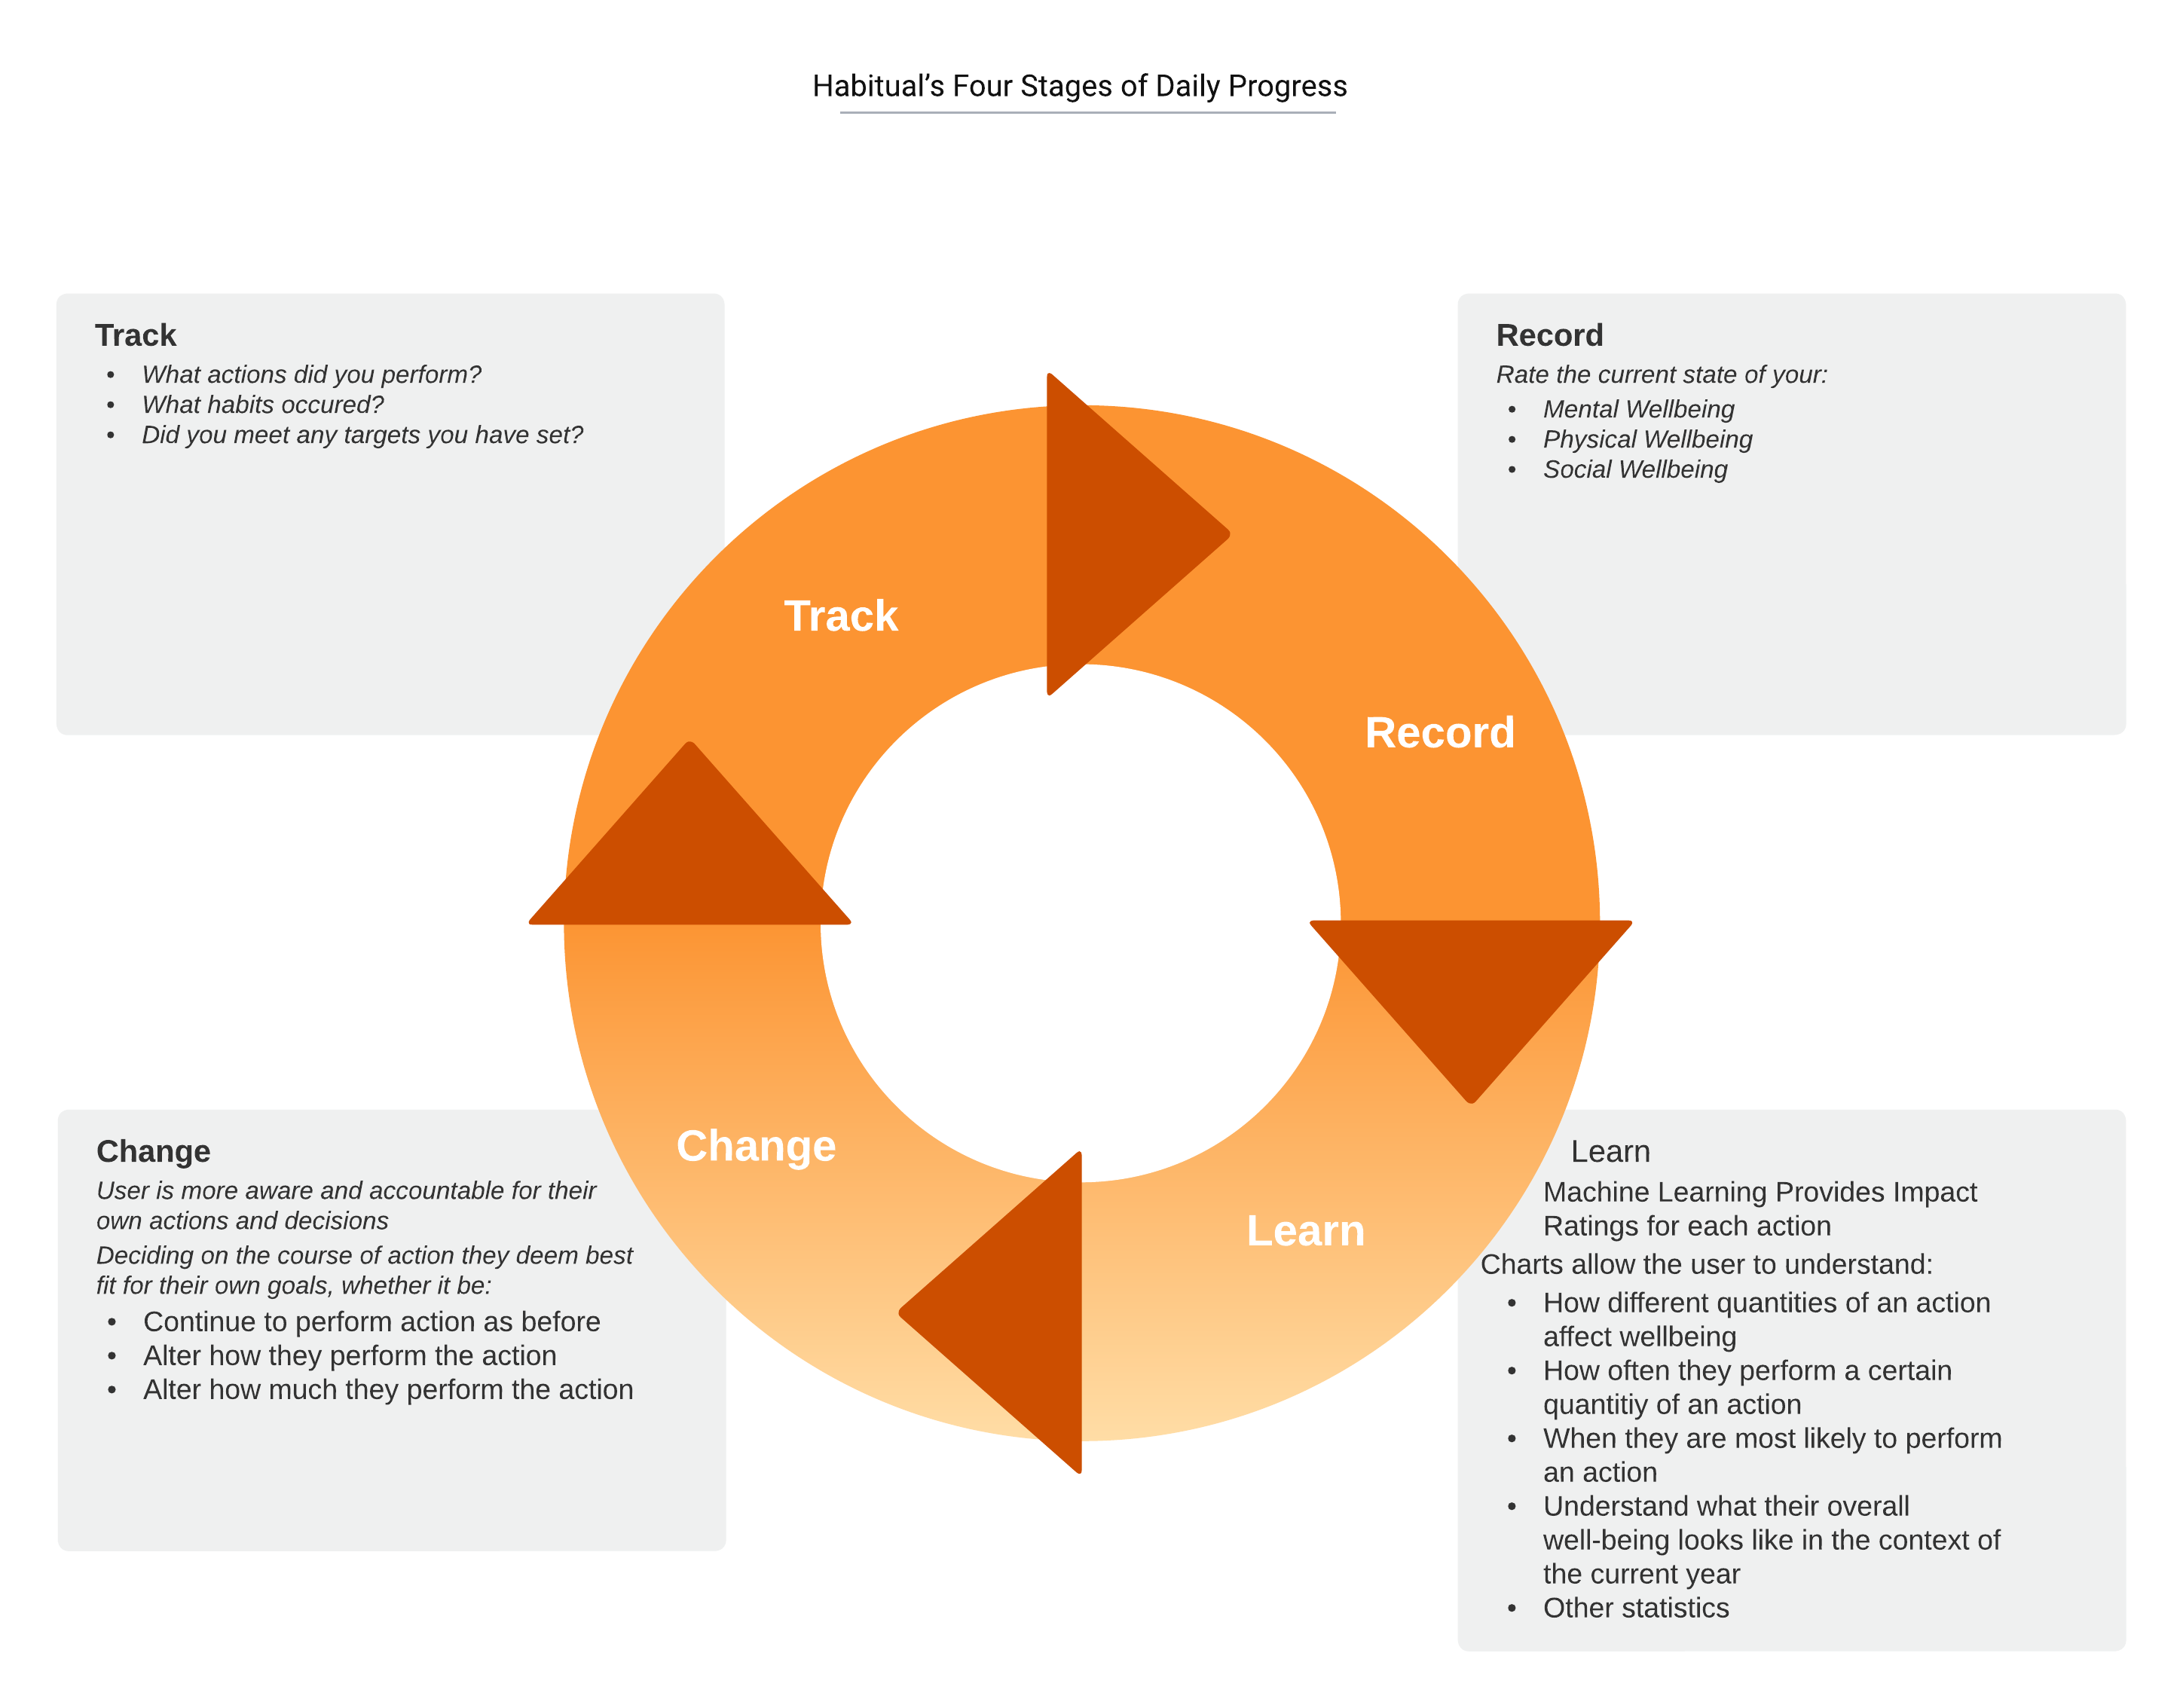 Habitual’s Four Stages of Daily Progress
Track
• What actions did you perform?
• What habits occured?
• Did you meet any targets you have set?
Record
Rate the current state of your:
• Mental Wellbeing
• Physical Wellbeing
• Social Wellbeing
Track
Record
Change
Learn
Change
User is more aware and accountable for their
own actions and decisions
Deciding on the course of action they deem best
fit for their own goals, whether it be:
• Continue to perform action as before
• Alter how they perform the action
• Alter how much they perform the action
Learn
Machine Learning Provides Impact
Ratings for each action
Charts allow the user to understand:
• How different quantities of an action
affect wellbeing
• How often they perform a certain
quantitiy of an action
• When they are most likely to perform
an action
• Understand what their overall
well-being looks like in the context of
the current year
• Other statistics